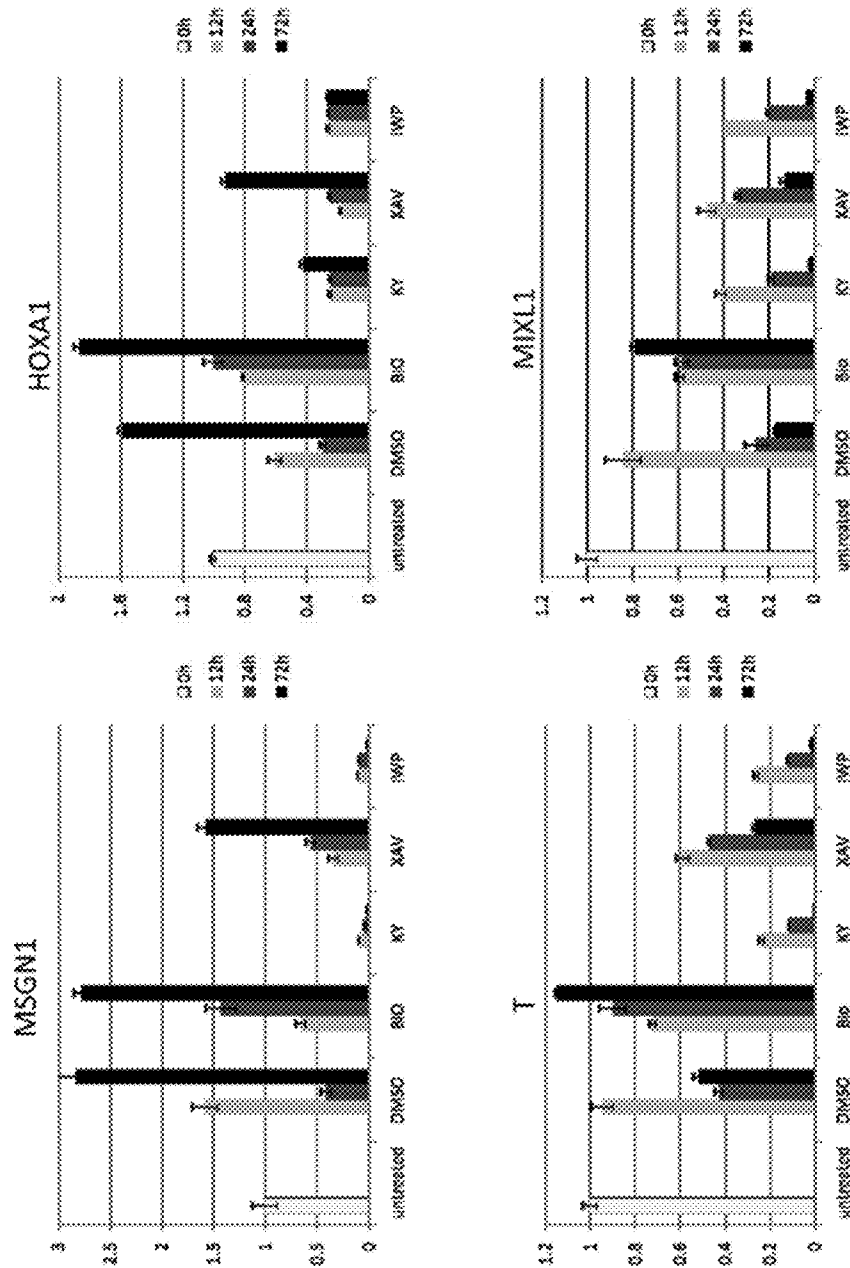 MSGN1
3
2.5
2
1.5
1
0.5
0
untreated
DMSO
BIO
KY
XAV
IWP
0h
12h
24h
72h
HOXA1
2
1.6
1.2
0.8
0.4
0
untreated
DMSO
BIO
KY
XAV
IWP
0h
12h
24h
72h
T
1.2
1
0.8
0.6
0.4
0.2
0
untreated
DMSO
Bio
KY
XAV
IWP
0h
12h
24h
72h
MIXL1
1.2
1
0.8
0.6
0.4
0.2
0
untreated
DMSO
Bio
KY
XAV
IWP
0h
12h
24h
72h